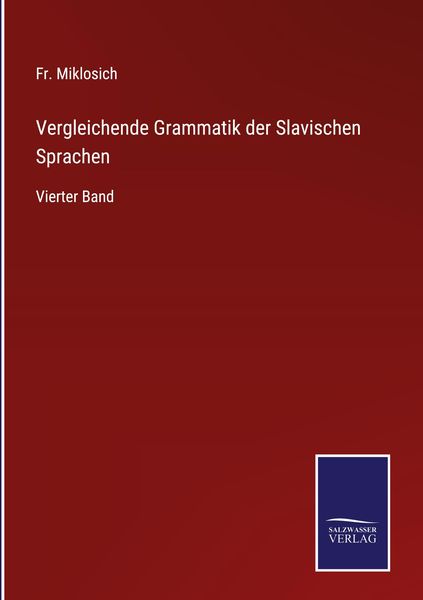 Fr. Miklosich
Vergleichende Grammatik der Slavischen
Sprachen
Vierter Band
SALZWASSER
VERLAG